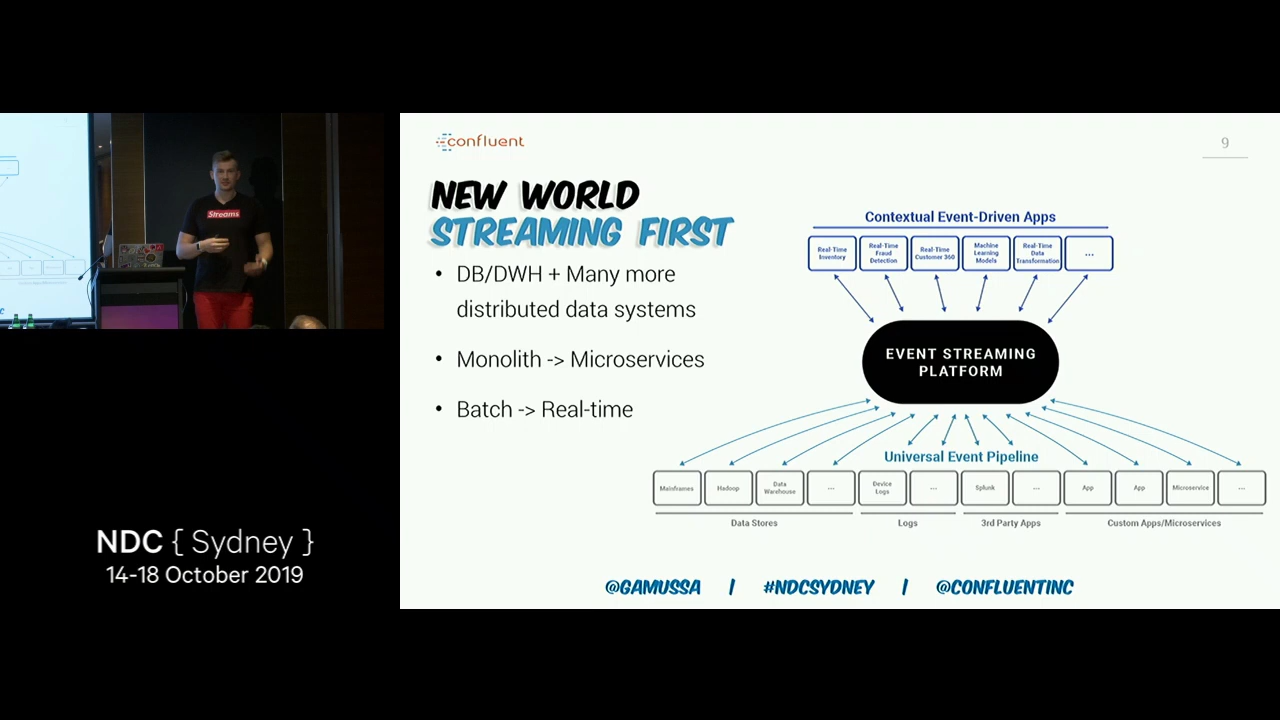 Streams
NDC { Sydney }
14-18 October 2019
confluent
9
NEW WORLD
STREAMING FIRST
• DB/DWH + Many more
distributed data systems
• Monolith -> Microservices
• Batch -> Real-time
Contextual Event-Driven Apps
Real-Time
Inventory
Real-Time
Fraud
Detection
Real-Time
Customer 360
Machine
Learning
Models
Real-Time
Data
Transformation
...
EVENT STREAMING
PLATFORM
Universal Event Pipeline
Mainframes
Hadoop
Data
Warehouse
...
Device
Logs
...
Splunk
...
App
App
Microservice
...
Data Stores
Logs
3rd Party Apps
Custom Apps/Microservices
@GAMUSSA | #NDCSYDNEY | @CONFLUENTINC